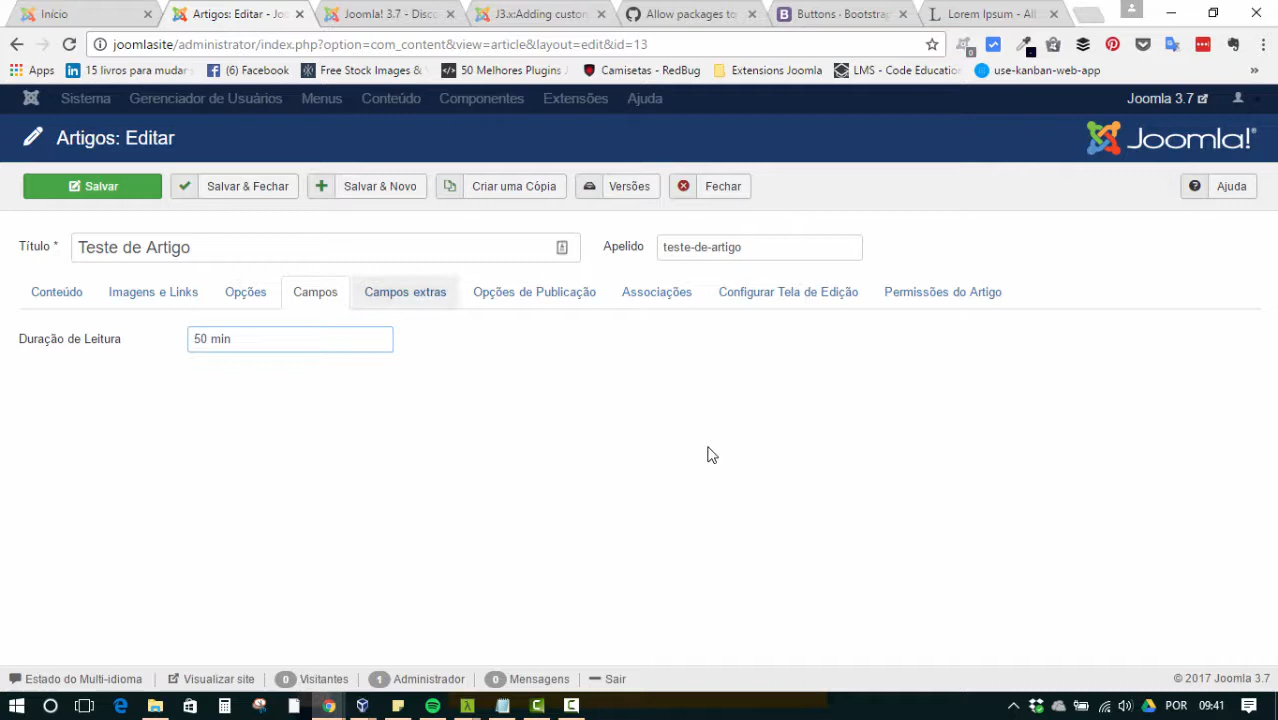 Início
Artigos: Editar - Joo
Joomla! 3.7 - Disc
J3.x:Adding custon
Allow packages to
Buttons · Bootstrap
Lorem Ipsum - All
joomlasite/administrator/index.php?option=com_content&view=article&layout=edit&id=13
Apps
15 livros para mudar
(6) Facebook
Free Stock Images &
50 Melhores Plugins
Camisetas - RedBug
Extensions Joomla
LMS - Code Education
use-kanban-web-app
Sistema
Gerenciador de Usuários
Menus
Conteúdo
Componentes
Extensões
Ajuda
Joomla 3.7
Artigos: Editar
Joomla!®
Salvar
Salvar & Fechar
Salvar & Novo
Criar uma Cópia
Versões
Fechar
Ajuda
Título *
Teste de Artigo
Apelido
teste-de-artigo
Conteúdo
Imagens e Links
Opções
Campos
Campos extras
Opções de Publicação
Associações
Configurar Tela de Edição
Permissões do Artigo
Duração de Leitura
50 min
Estado do Multi-idioma
Visualizar site
0 Visitantes
1 Administrador
0 Mensagens
Sair
© 2017 Joomla 3.7
POR
09:41